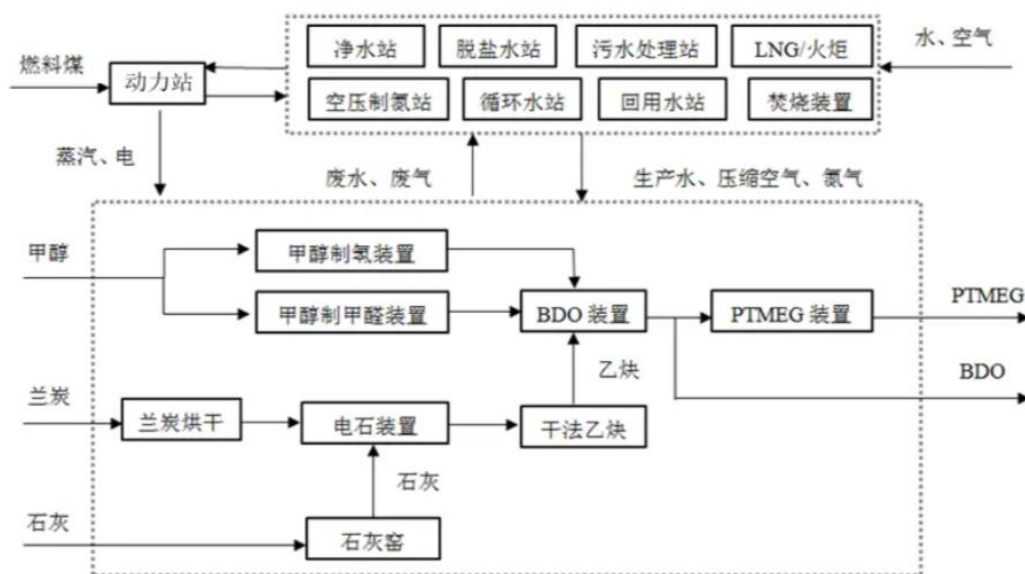 净水站
脱盐水站
污水处理站
LNG/火炬
水、空气
燃料煤
动力站
空压制氮站
循环水站
回用水站
焚烧装置
蒸汽、电
废水、废气
生产水、压缩空气、氮气
甲醇
甲醇制氢装置
甲醇制甲醛装置
BDO 装置
PTMEG 装置
PTMEG
BDO
乙炔
兰炭
兰炭烘干
电石装置
干法乙炔
石灰
石灰
石灰窑